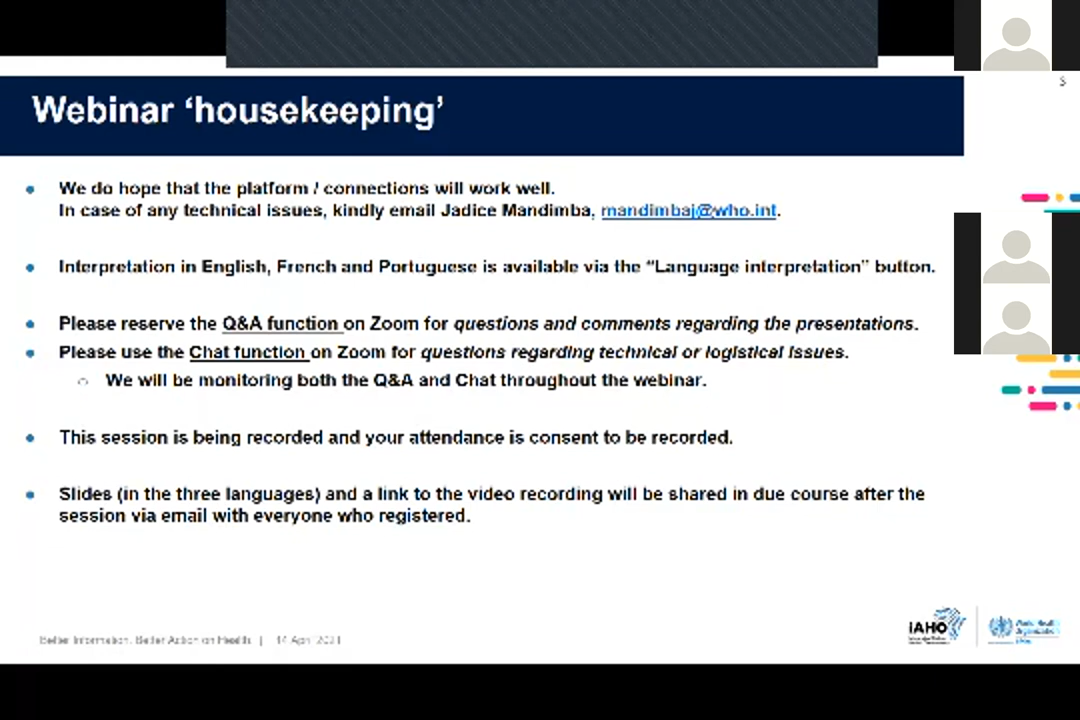 Webinar ‘housekeeping’
5
We do hope that the platform / connections will work well.
In case of any technical issues, kindly email Jadice Mandimba, mandimbaj@who.int.
Interpretation in English, French and Portuguese is available via the “Language interpretation” button.
Please reserve the Q&A function on Zoom for questions and comments regarding the presentations.
Please use the Chat function on Zoom for questions regarding technical or logistical issues.
We will be monitoring both the Q&A and Chat throughout the webinar.
This session is being recorded and your attendance is consent to be recorded.
Slides (in the three languages) and a link to the video recording will be shared in due course after the
session via email with everyone who registered.
Better Information. Better Action on Health | April 2021
iAHO
World Health
Organization